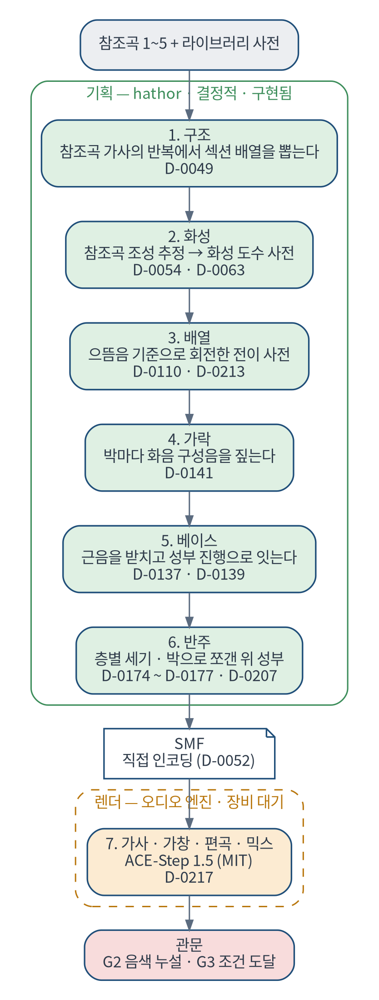 참조곡 1~5 + 라이브러리 사전
기획 — hathor · 결정적 · 구현됨
1. 구조
참조곡 가사의 반복에서 섹션 배열을 뽑는다
D-0049
2. 화성
참조곡 조성 추정 → 화성 도수 사전
D-0054 · D-0063
3. 배열
으뜸음 기준으로 회전한 전이 사전
D-0110 · D-0213
4. 가락
박마다 화음 구성음을 짚는다
D-0141
5. 베이스
근음을 받치고 성부 진행으로 잇는다
D-0137 · D-0139
6. 반주
층별 세기 · 박으로 쪼갠 위 성부
D-0174 ~ D-0177 · D-0207
SMF
직접 인코딩 (D-0052)
렌더 — 오디오 엔진 · 장비 대기
7. 가사 · 가창 · 편곡 · 믹스
ACE-Step 1.5 (MIT)
D-0217
관문
G2 음색 누설 · G3 조건 도달